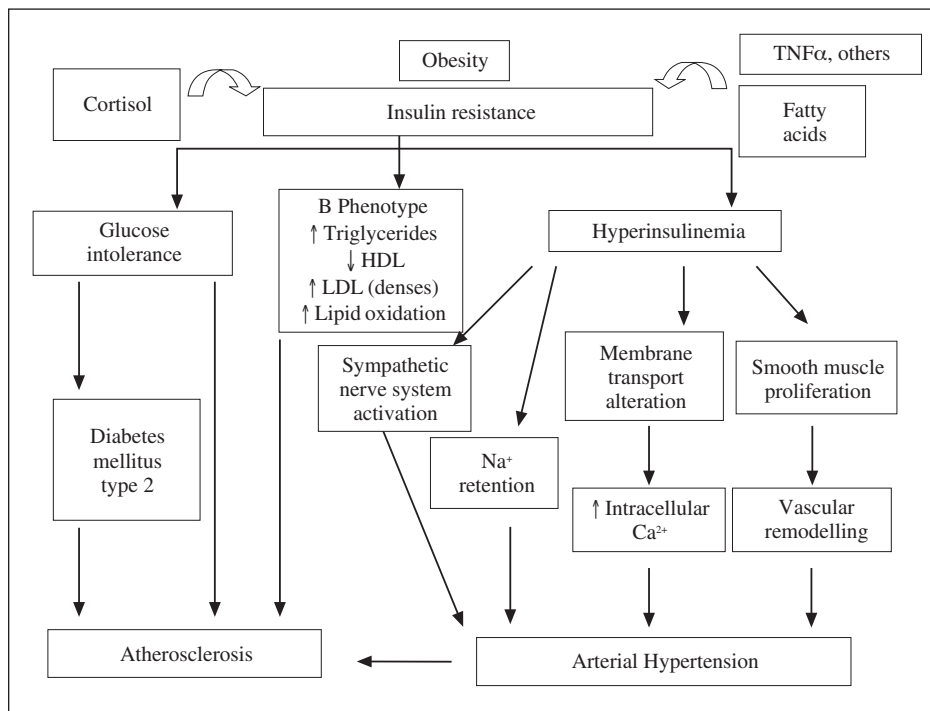 Obesity
TNFα, others
Cortisol
Insulin resistance
Fatty
acids
Glucose
intolerance
B Phenotype
↑ Triglycerides
↓ HDL
↑ LDL (denses)
↑ Lipid oxidation
Hyperinsulinemia
Sympathetic
nerve system
activation
Membrane
transport
alteration
Smooth muscle
proliferation
Diabetes
mellitus
type 2
Na⁺
retention
↑ Intracellular
Ca²⁺
Vascular
remodelling
Atherosclerosis
Arterial Hypertension